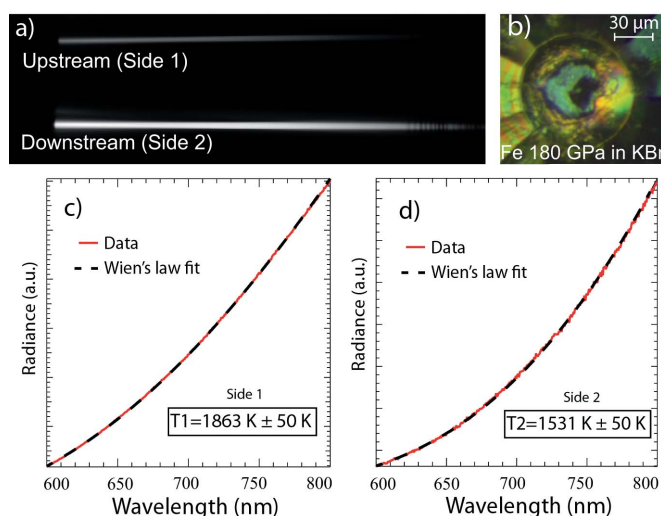 a)
Upstream (Side 1)
Downstream (Side 2)
b)
30 µm
Fe 180 GPa in KBr
c)
Data
Wien's law fit
Radiance (a.u.)
Side 1
T1=1863 K ± 50 K
600 650 700 750 800
Wavelength (nm)
d)
Data
Wien's law fit
Radiance (a.u.)
Side 2
T2=1531 K ± 50 K
600 650 700 750 800
Wavelength (nm)